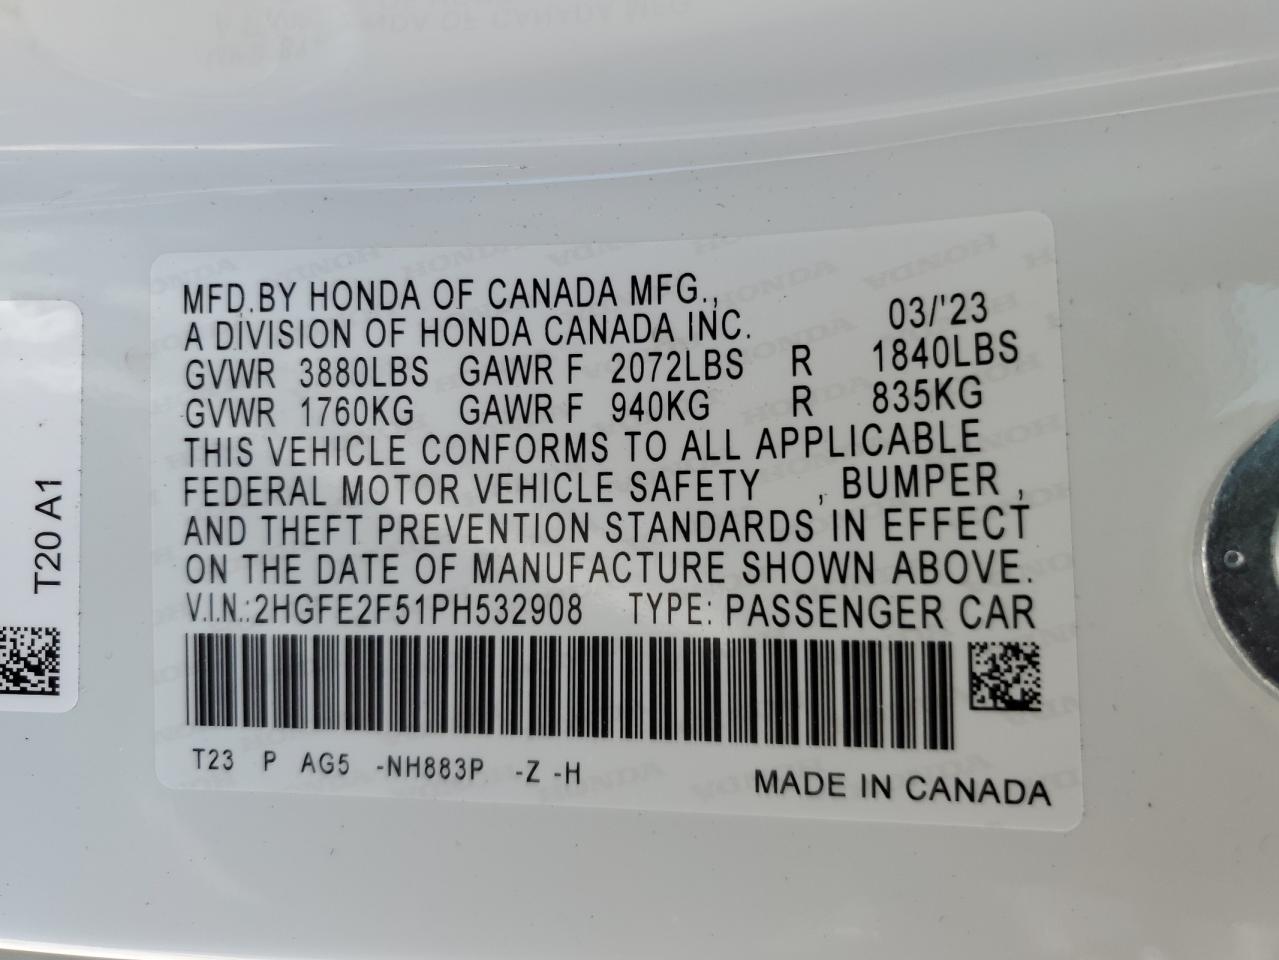 MFD.BY HONDA OF CANADA MFG.,
A DIVISION OF HONDA CANADA INC. 03/'23
GVWR 3880LBS GAWR F 2072LBS R 1840LBS
GVWR 1760KG GAWR F 940KG R 835KG
THIS VEHICLE CONFORMS TO ALL APPLICABLE
FEDERAL MOTOR VEHICLE SAFETY , BUMPER ,
AND THEFT PREVENTION STANDARDS IN EFFECT
ON THE DATE OF MANUFACTURE SHOWN ABOVE.
V.I.N.:2HGFE2F51PH532908 TYPE: PASSENGER CAR
T23 P AG5 -NH883P -Z -H
MADE IN CANADA
T20 A1